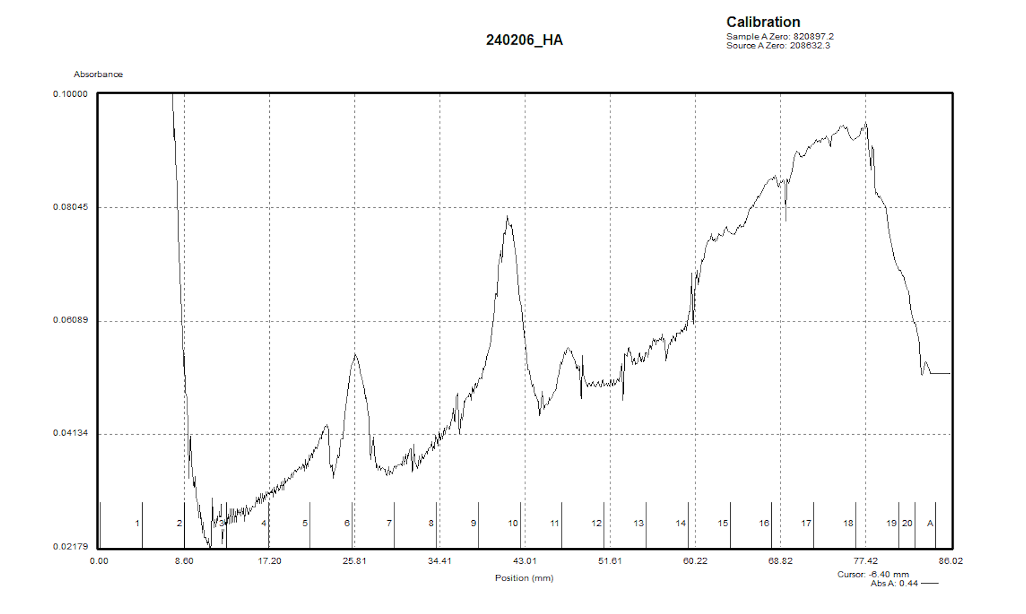 Calibration
Sample A Zero: 820897.2
Source A Zero: 208632.3
240206_HA
Absorbance
0.10000
0.08045
0.06089
0.04134
0.02179
1 2 3 4 5 6 7 8 9 10 11 12 13 14 15 16 17 18 19 20 A
0.00 8.60 17.20 25.81 34.41 43.01 51.61 60.22 68.82 77.42 86.02
Position (mm)
Cursor: -6.40 mm
Abs A: 0.44